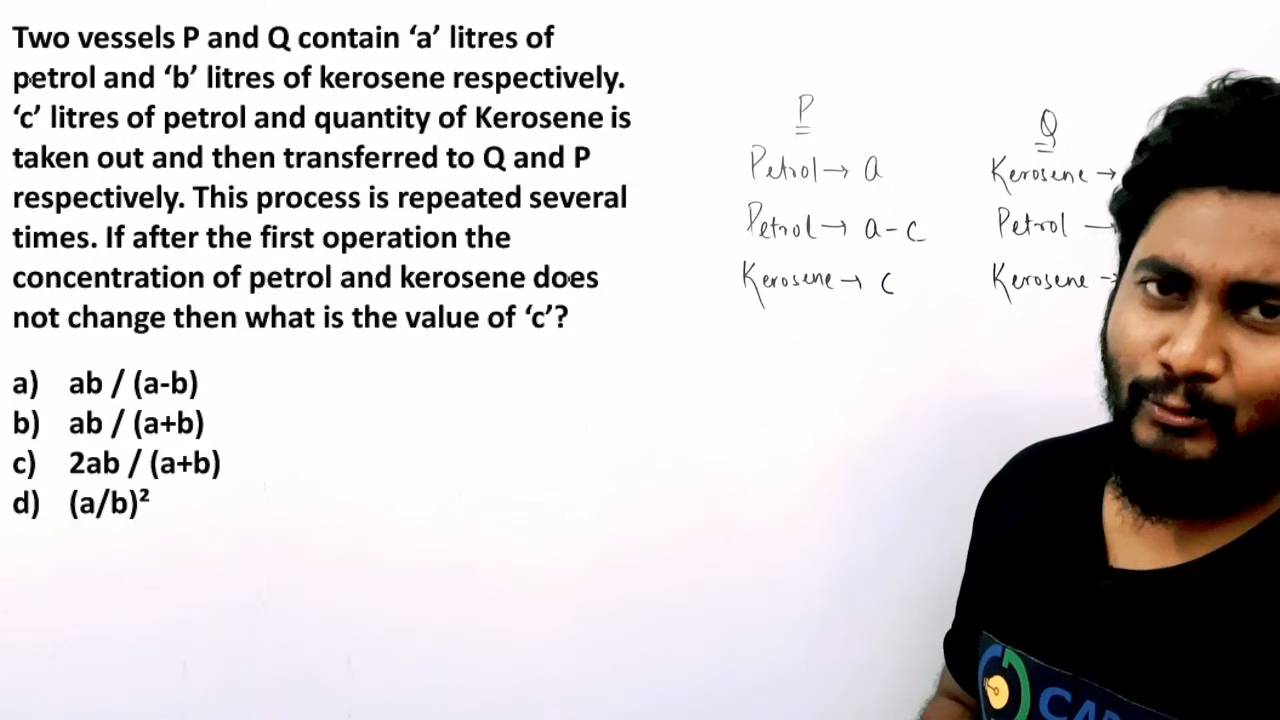 Two vessels P and Q contain ‘a’ litres of
petrol and ‘b’ litres of kerosene respectively.
‘c’ litres of petrol and quantity of Kerosene is
taken out and then transferred to Q and P
respectively. This process is repeated several
times. If after the first operation the
concentration of petrol and kerosene does
not change then what is the value of ‘c’?
a) ab / (a-b)
b) ab / (a+b)
c) 2ab / (a+b)
d) (a/b)²
P
Petrol → a
Petrol → a-c
Kerosene → c
Q
Kerosene →
Petrol →
Kerosene →